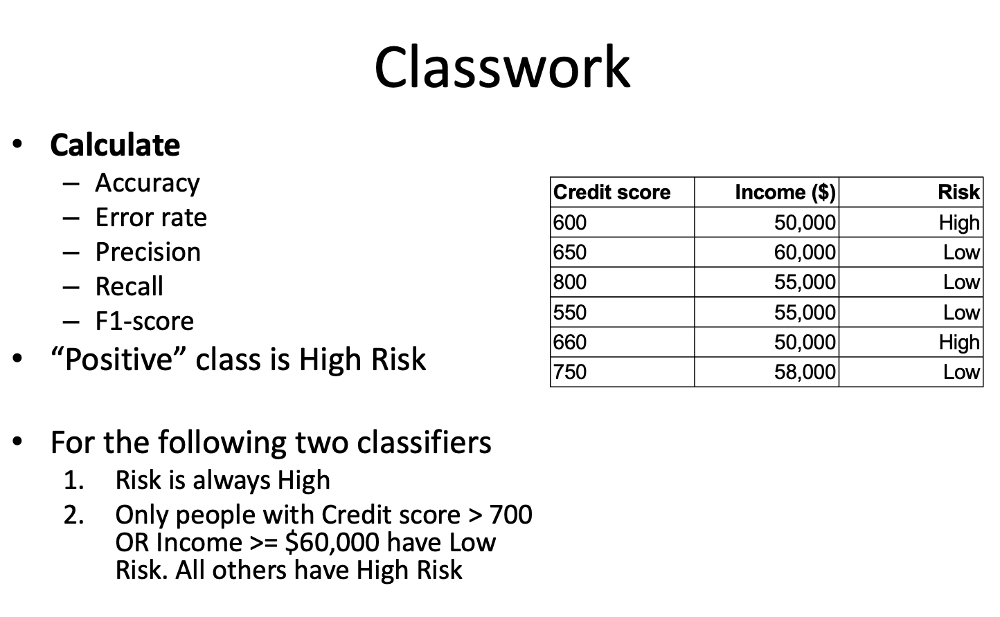 Classwork
• Calculate
– Accuracy
– Error rate
– Precision
– Recall
– F1-score
• “Positive” class is High Risk
• For the following two classifiers
1. Risk is always High
2. Only people with Credit score > 700
OR Income >= $60,000 have Low
Risk. All others have High Risk
Credit score Income ($) Risk
600 50,000 High
650 60,000 Low
800 55,000 Low
550 55,000 Low
660 50,000 High
750 58,000 Low